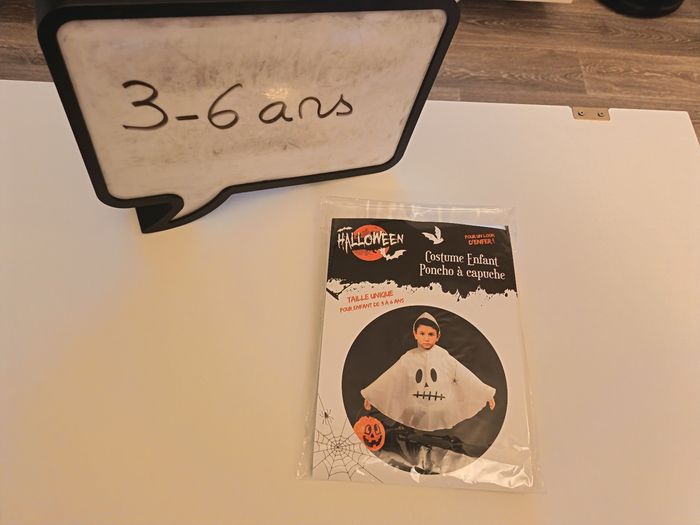 3-6 ans
HALLOWEEN
POUR UN LOOK
D'ENFER !
Costume Enfant
Poncho à capuche
TAILLE UNIQUE
POUR ENFANT DE 3 À 6 ANS